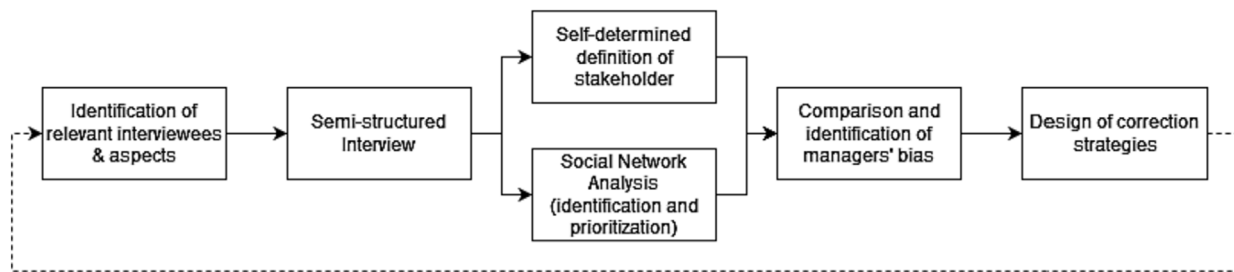 Identification of
relevant interviewees
& aspects
Semi-structured
Interview
Self-determined
definition of
stakeholder
Social Network
Analysis
(identification and
prioritization)
Comparison and
identification of
managers' bias
Design of correction
strategies